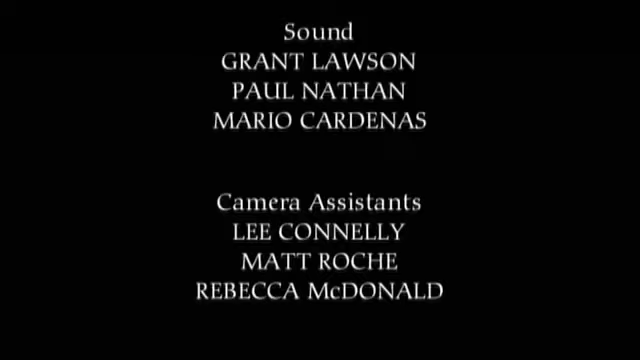 Sound
GRANT LAWSON
PAUL NATHAN
MARIO CARDENAS
Camera Assistants
LEE CONNELLY
MATT ROCHE
REBECCA McDONALD